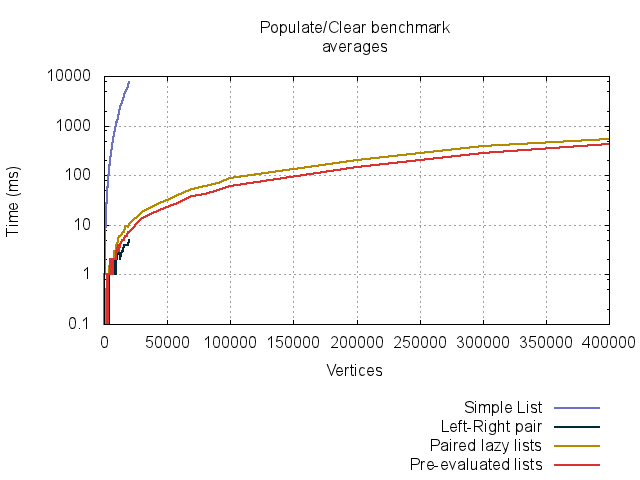 Populate/Clear benchmark
averages
10000
1000
100
10
1
0.1
Time (ms)
0 50000 100000 150000 200000 250000 300000 350000 400000
Vertices
Simple List
Left-Right pair
Paired lazy lists
Pre-evaluated lists